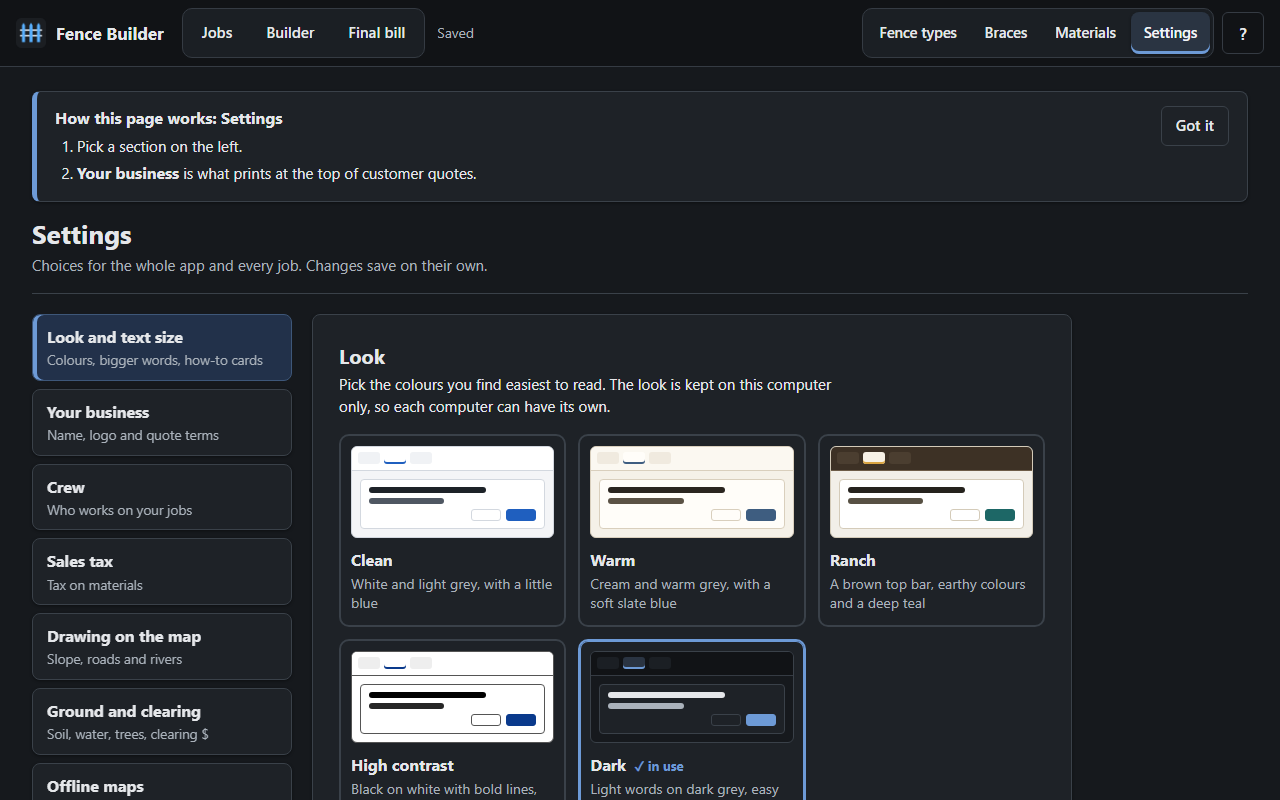 Fence Builder
Jobs
Builder
Final bill
Saved
Fence types
Braces
Materials
Settings
?
How this page works: Settings
Got it
1. Pick a section on the left.
2. Your business is what prints at the top of customer quotes.
Settings
Choices for the whole app and every job. Changes save on their own.
Look and text size
Colours, bigger words, how-to cards
Your business
Name, logo and quote terms
Crew
Who works on your jobs
Sales tax
Tax on materials
Drawing on the map
Slope, roads and rivers
Ground and clearing
Soil, water, trees, clearing $
Offline maps
Look
Pick the colours you find easiest to read. The look is kept on this computer
only, so each computer can have its own.
Clean
White and light grey, with a little
blue
Warm
Cream and warm grey, with a
soft slate blue
Ranch
A brown top bar, earthy colours
and a deep teal
High contrast
Black on white with bold lines,
Dark ✓ in use
Light words on dark grey, easy